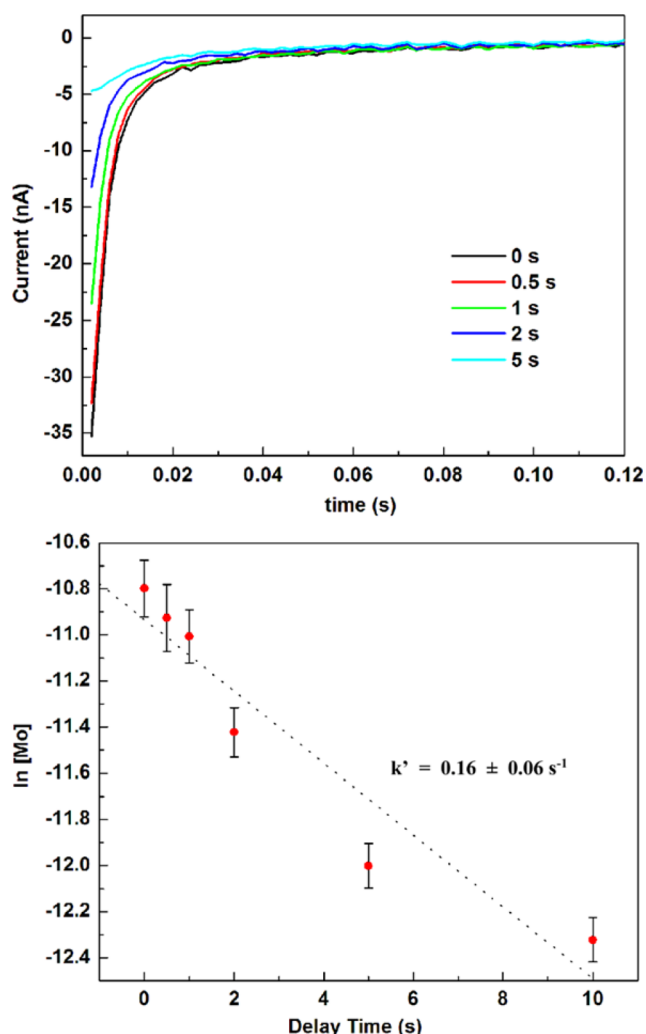 0
-5
-10
-15
-20
-25
-30
-35
Current (nA)
0 s
0.5 s
1 s
2 s
5 s
0.00 0.02 0.04 0.06 0.08 0.10 0.12
time (s)
-10.6
-10.8
-11.0
-11.2
-11.4
-11.6
-11.8
-12.0
-12.2
-12.4
ln [Mo]
k’ = 0.16 ± 0.06 s⁻¹
0 2 4 6 8 10
Delay Time (s)